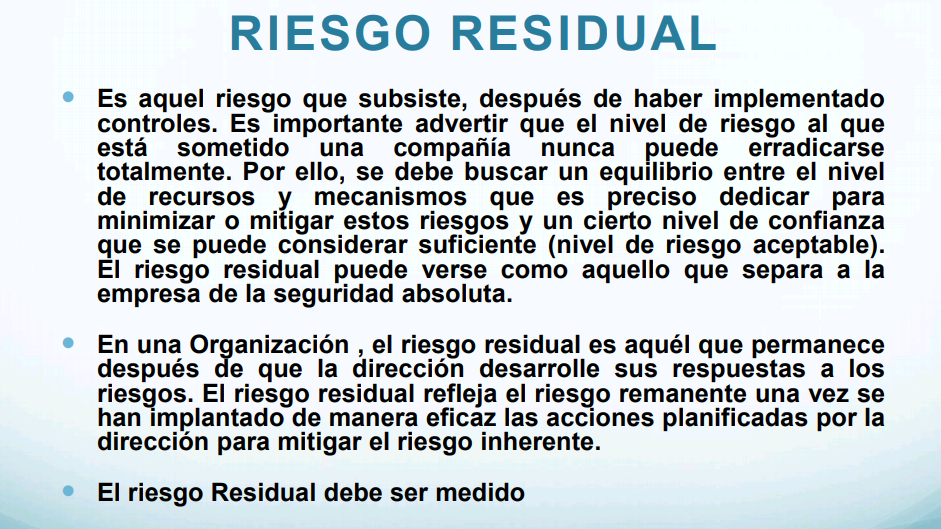 RIESGO RESIDUAL
Es aquel riesgo que subsiste, después de haber implementado
controles. Es importante advertir que el nivel de riesgo al que
está sometido una compañía nunca puede erradicarse
totalmente. Por ello, se debe buscar un equilibrio entre el nivel
de recursos y mecanismos que es preciso dedicar para
minimizar o mitigar estos riesgos y un cierto nivel de confianza
que se puede considerar suficiente (nivel de riesgo aceptable).
El riesgo residual puede verse como aquello que separa a la
empresa de la seguridad absoluta.
En una Organización , el riesgo residual es aquél que permanece
después de que la dirección desarrolle sus respuestas a los
riesgos. El riesgo residual refleja el riesgo remanente una vez se
han implantado de manera eficaz las acciones planificadas por la
dirección para mitigar el riesgo inherente.
El riesgo Residual debe ser medido